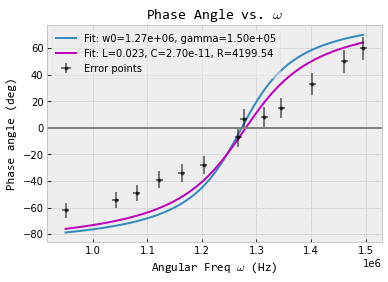 Phase Angle vs. ω
Fit: w0=1.27e+06, gamma=1.50e+05
Fit: L=0.023, C=2.70e-11, R=4199.54
Error points
Phase angle (deg)
60
40
20
0
−20
−40
−60
−80
1.0
1.1
1.2
1.3
1.4
1.5
1e6
Angular Freq ω (Hz)